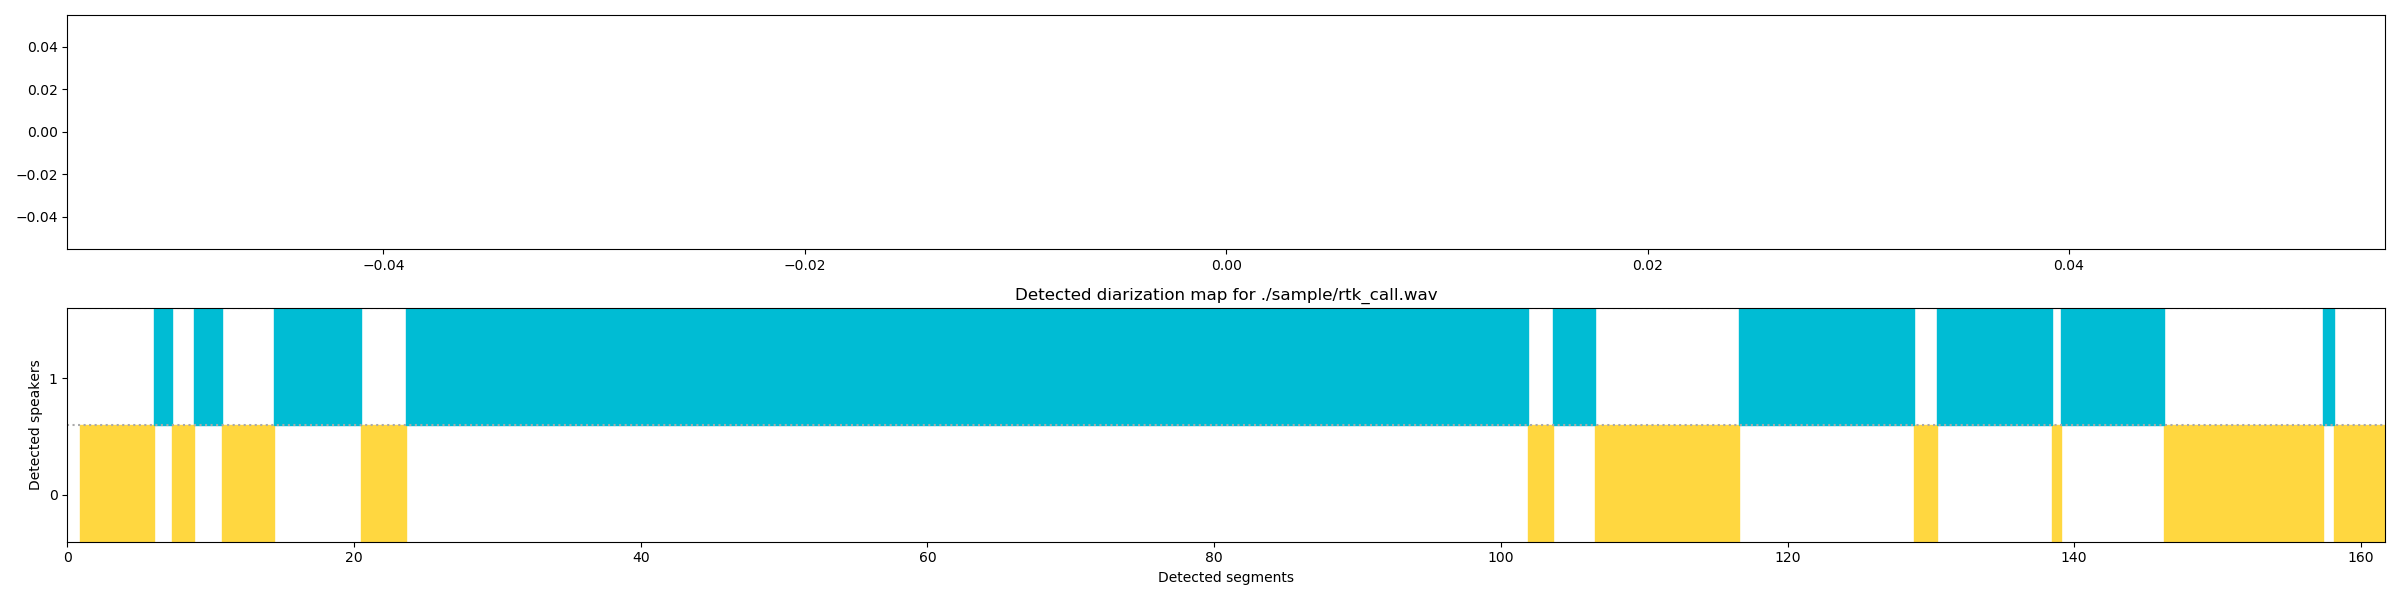 0.04
0.02
0.00
−0.02
−0.04
−0.04 −0.02 0.00 0.02 0.04
Detected diarization map for ./sample/rtk_call.wav
Detected speakers
1
0
0 20 40 60 80 100 120 140 160
Detected segments